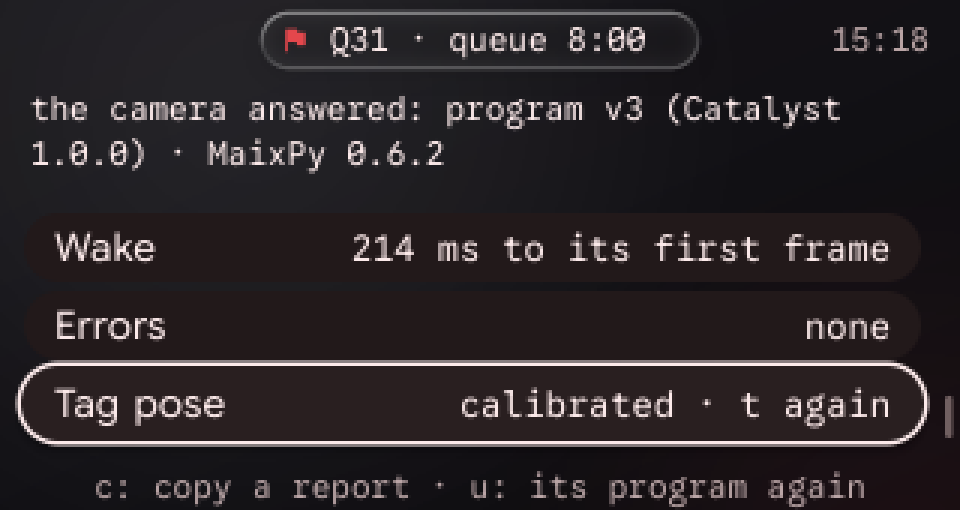 Q31 · queue 8:00
15:18
the camera answered: program v3 (Catalyst
1.0.0) · MaixPy 0.6.2
Wake 214 ms to its first frame
Errors none
Tag pose calibrated · t again
c: copy a report · u: its program again